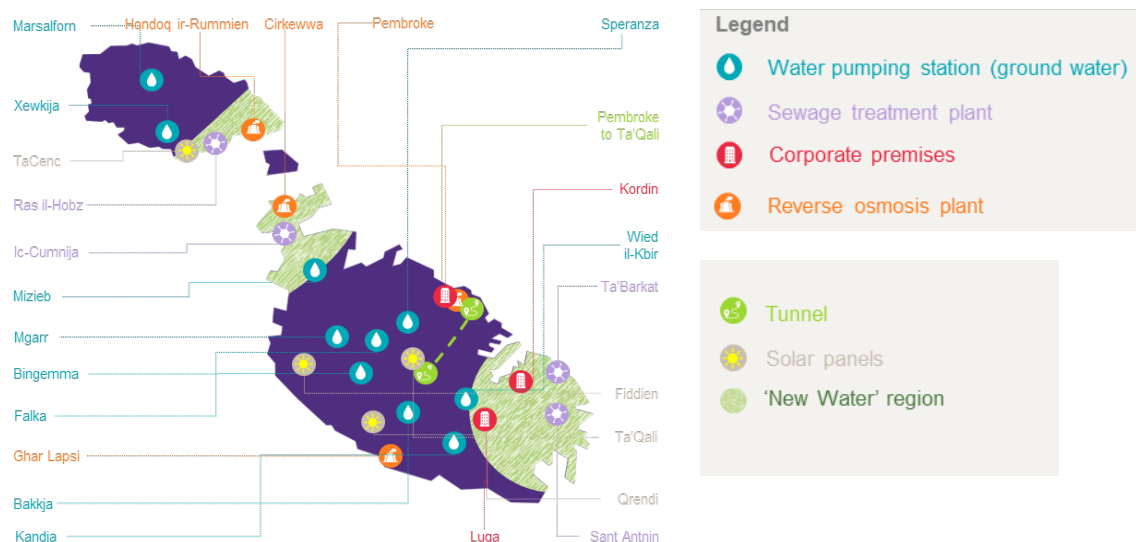 Marsalforn
Hondoq ir-Rummien
Cirkewwa
Pembroke
Speranza
Xewkija
TaCenc
Ras il-Hobz
Ic-Cumnija
Mizieb
Mgarr
Bingemma
Falka
Ghar Lapsi
Bakkja
Kandia
Pembroke
to Ta'Qali
Kordin
Wied
il-Kbir
Ta'Barkat
Fiddien
Ta'Qali
Qrendi
Luga
Sant Antnin
Legend
Water pumping station (ground water)
Sewage treatment plant
Corporate premises
Reverse osmosis plant
Tunnel
Solar panels
'New Water' region